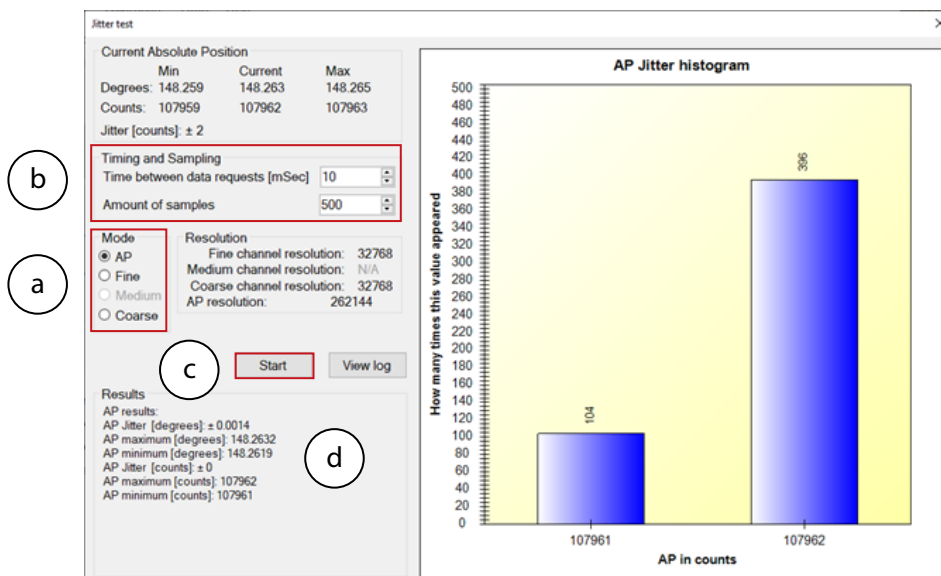 Jitter test
Current Absolute Position
Min Current Max
Degrees: 148.259 148.263 148.265
Counts: 107959 107962 107963
Jitter [counts]: ± 2
b
Timing and Sampling
Time between data requests [mSec] 10
Amount of samples 500
a
Mode
AP
Fine
Medium
Coarse
Resolution
Fine channel resolution: 32768
Medium channel resolution: N/A
Coarse channel resolution: 32768
AP resolution: 262144
c
Start View log
Results
AP results:
AP Jitter [degrees]: ± 0.0014
AP maximum [degrees]: 148.2632
AP minimum [degrees]: 148.2619
AP Jitter [counts]: ± 0
AP maximum [counts]: 107962
AP minimum [counts]: 107961
d
AP Jitter histogram
How many times this value appeared
500
480
460
440
420
400
380
360
340
320
300
280
260
240
220
200
180
160
140
120
100
80
60
40
20
0
104
396
107961 107962
AP in counts